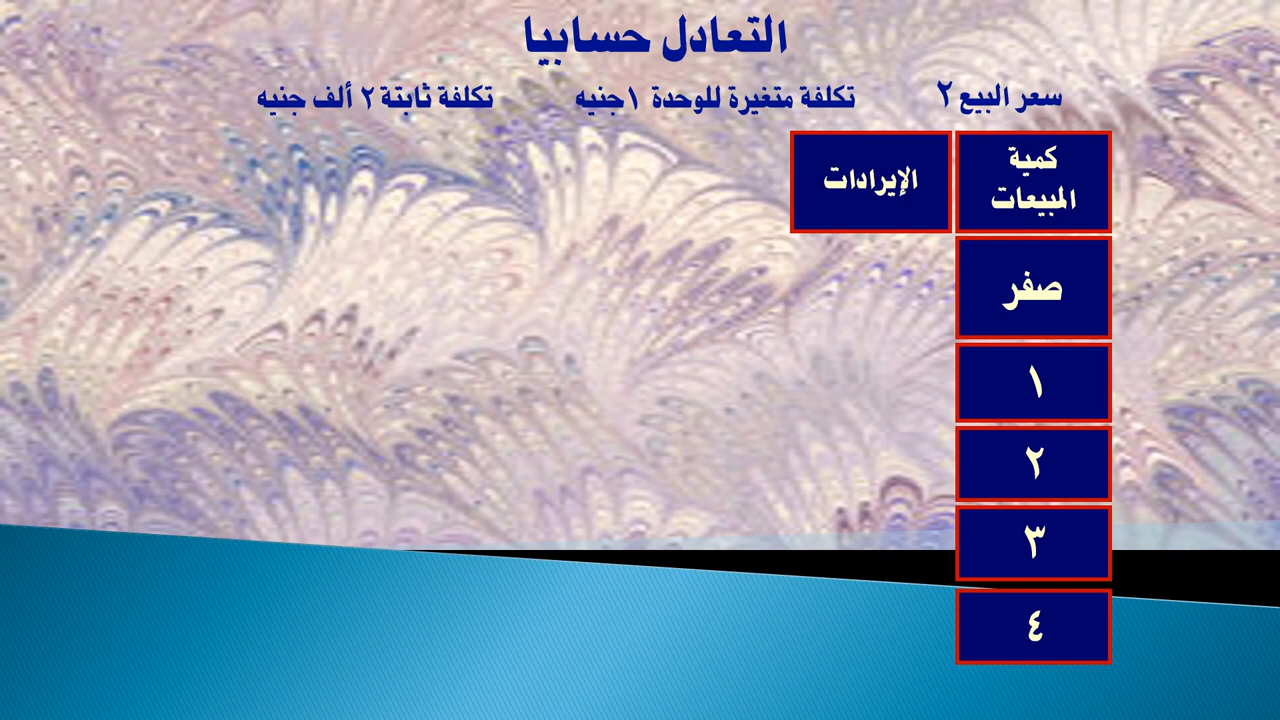 التعادل حسابيا
سعر البيع ٢ تكلفة متغيرة للوحدة ١جنيه تكلفة ثابتة ٢ ألف جنيه
كمية المبيعات
الإيرادات
صفر
١
٢
٣
٤